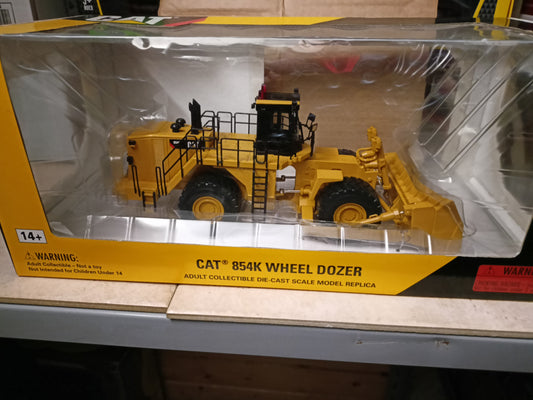 CAT
14+
WARNING:
Adult Collectible – Not a toy
Not Intended for Children Under 14
CAT® 854K WHEEL DOZER
ADULT COLLECTIBLE DIE-CAST SCALE MODEL REPLICA
WARN